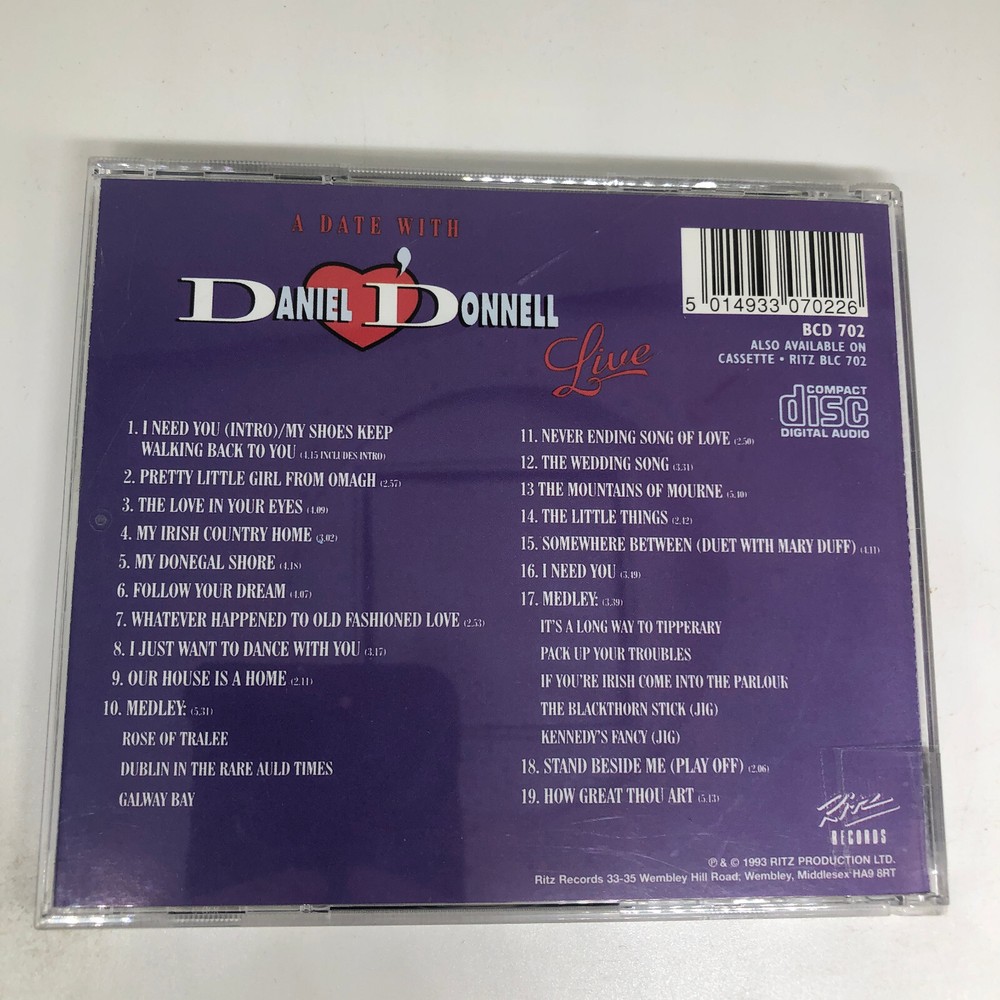 A DATE WITH
DANIEL O'DONNELL
Live
5 014933 070226
BCD 702
ALSO AVAILABLE ON
CASSETTE • RITZ BLC 702
COMPACT
disc
DIGITAL AUDIO
1. I NEED YOU (INTRO)/MY SHOES KEEP
WALKING BACK TO YOU (4.15 INCLUDES INTRO)
2. PRETTY LITTLE GIRL FROM OMAGH (2.57)
3. THE LOVE IN YOUR EYES (4.09)
4. MY IRISH COUNTRY HOME (3.02)
5. MY DONEGAL SHORE (4.18)
6. FOLLOW YOUR DREAM (4.07)
7. WHATEVER HAPPENED TO OLD FASHIONED LOVE (2.53)
8. I JUST WANT TO DANCE WITH YOU (3.17)
9. OUR HOUSE IS A HOME (2.11)
10. MEDLEY: (5.31)
ROSE OF TRALEE
DUBLIN IN THE RARE AULD TIMES
GALWAY BAY
11. NEVER ENDING SONG OF LOVE (2.50)
12. THE WEDDING SONG (3.31)
13 THE MOUNTAINS OF MOURNE (5.10)
14. THE LITTLE THINGS (2.42)
15. SOMEWHERE BETWEEN (DUET WITH MARY DUFF) (4.11)
16. I NEED YOU (3.49)
17. MEDLEY: (3.39)
IT'S A LONG WAY TO TIPPERARY
PACK UP YOUR TROUBLES
IF YOU'RE IRISH COME INTO THE PARLOUR
THE BLACKTHORN STICK (JIG)
KENNEDY'S FANCY (JIG)
18. STAND BESIDE ME (PLAY OFF) (2.06)
19. HOW GREAT THOU ART (5.13)
Ritz
RECORDS
℗ & © 1993 RITZ PRODUCTION LTD.
Ritz Records 33-35 Wembley Hill Road, Wembley, Middlesex HA9 8RT